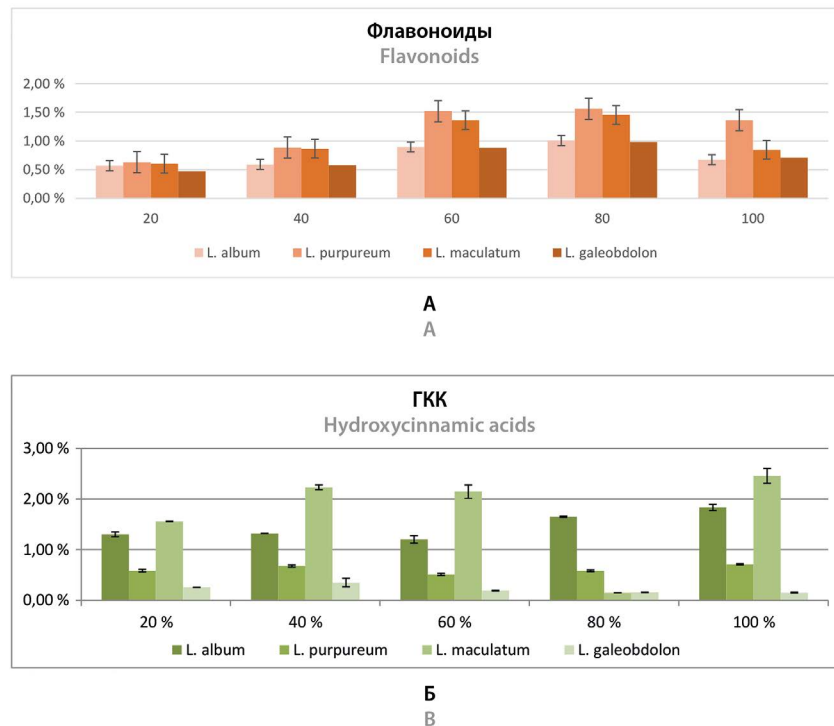 Флавоноиды
Flavonoids
2,00 %
1,50 %
1,00 %
0,50 %
0,00 %
20 40 60 80 100
L. album L. purpureum L. maculatum L. galeobdolon
А
A
ГКК
Hydroxycinnamic acids
3,00 %
2,00 %
1,00 %
0,00 %
20 % 40 % 60 % 80 % 100 %
L. album L. purpureum L. maculatum L. galeobdolon
Б
B